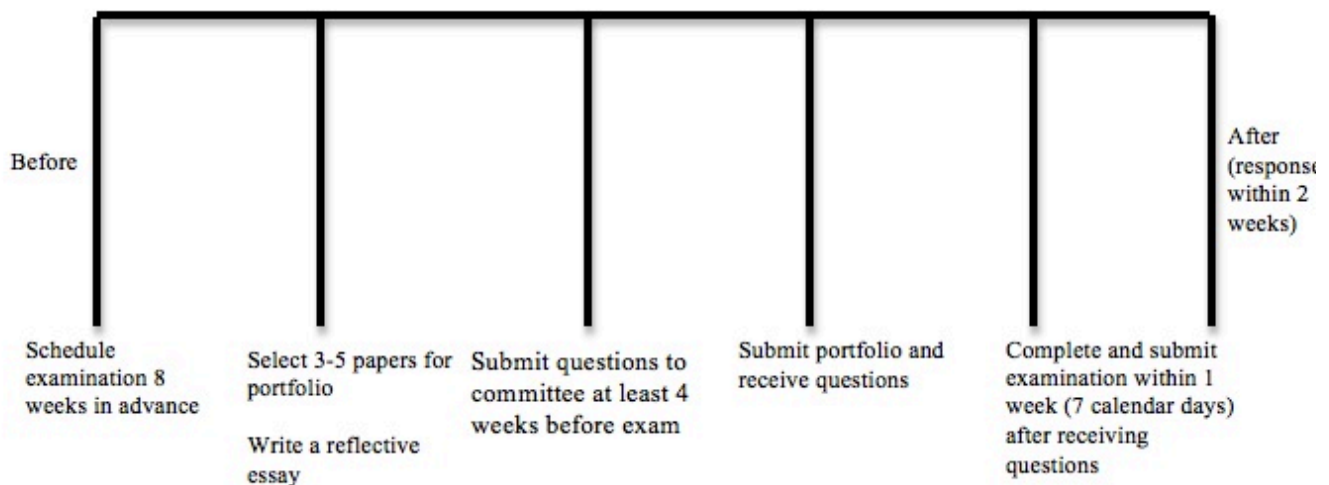 Before
After
(response
within 2
weeks)
Schedule
examination 8
weeks in advance
Select 3-5 papers for
portfolio
Write a reflective
essay
Submit questions to
committee at least 4
weeks before exam
Submit portfolio and
receive questions
Complete and submit
examination within 1
week (7 calendar days)
after receiving
questions